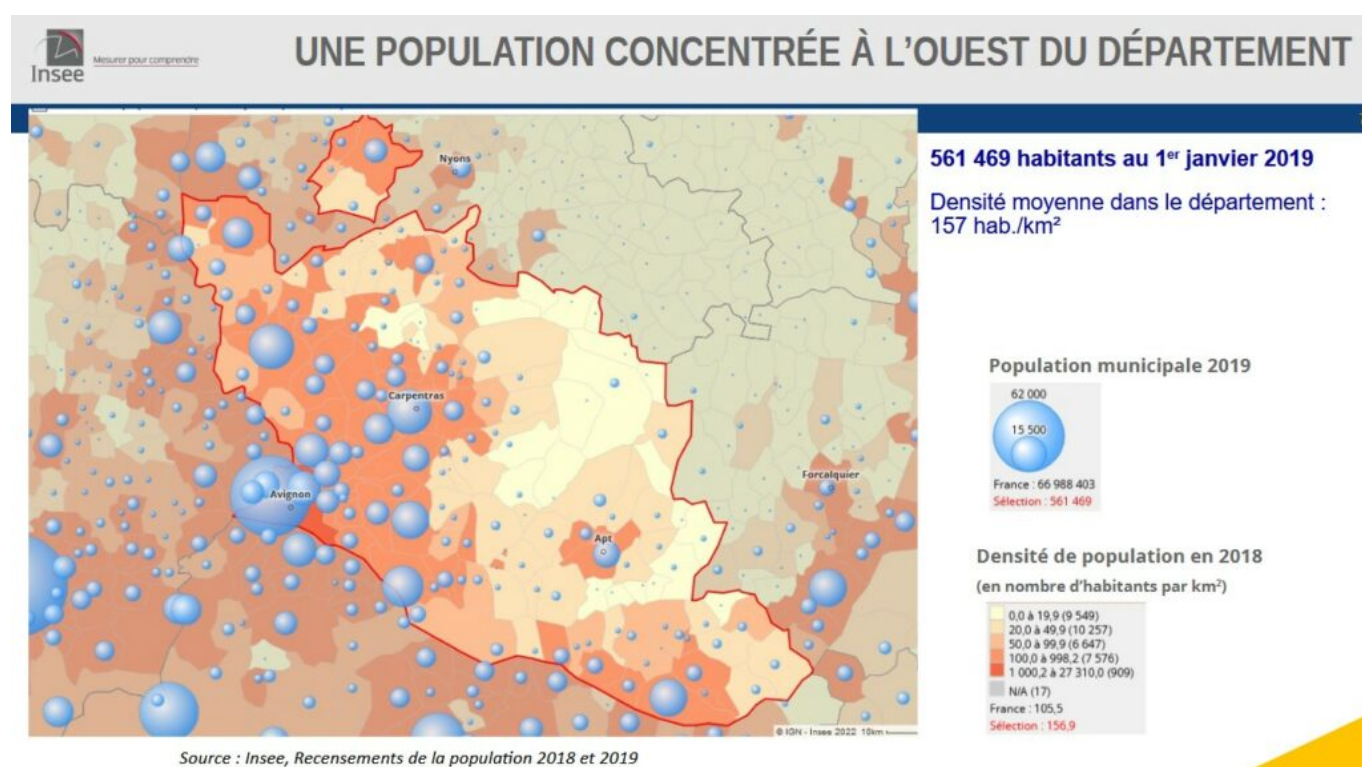 Insee
Mesurer pour comprendre
UNE POPULATION CONCENTRÉE À L'OUEST DU DÉPARTEMENT
561 469 habitants au 1er janvier 2019
Densité moyenne dans le département :
157 hab./km²
Nyons
Carpentras
Avignon
Apt
Forcalquier
© IGN - Insee 2022 10km
Population municipale 2019
62 000
15 500
France : 66 988 403
Sélection : 561 469
Densité de population en 2018
(en nombre d'habitants par km²)
0,0 à 19,9 (9 549)
20,0 à 49,9 (10 257)
50,0 à 99,9 (6 647)
100,0 à 998,2 (7 576)
1 000,2 à 27 310,0 (909)
N/A (17)
France : 105,5
Sélection : 156,9
Source : Insee, Recensements de la population 2018 et 2019